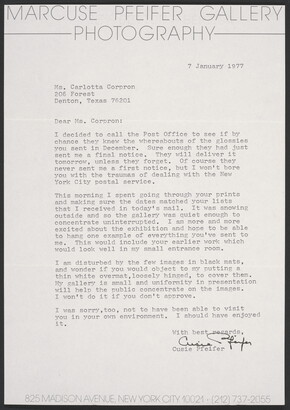 MARCUSE PFEIFER GALLERY
PHOTOGRAPHY
7 January 1977
Ms. Carlotta Corpron
206 Forest
Denton, Texas 76201
Dear Ms. Corpron:
I decided to call the Post Office to see if by
chance they knew the whereabouts of the glossies
you sent in December. Sure enough they had just
sent me a final notice. They will deliver it
tomorrow, unless they forget. Of course they
never sent me a first notice, but I won't bore
you with the traumas of dealing with the New
York City postal service.
This morning I spent going through your prints
and making sure the dates matched your lists
that I received in today's mail. It was snowing
outside and so the gallery was quiet enough to
concentrate uninterrupted. I am more and more
excited about the exhibition and hope to be able
to hang one example of everything you've sent to
me. This would include your earlier work which
would look well in my small entrance room.
I am disturbed by the few images in black mats,
and wonder if you would object to my putting a
thin white overmat, loosely hinged, to cover them.
My gallery is small and uniformity in presentation
will help the public concentrate on the images.
I won't do it if you don't approve.
I was sorry, too, not to have been able to visit
you in your own environment. I should have enjoyed
it.
With best regards,
Cusie Pfeifer
Cusie Pfeifer
825 MADISON AVENUE, NEW YORK CITY 10021 · (212) 737-2055